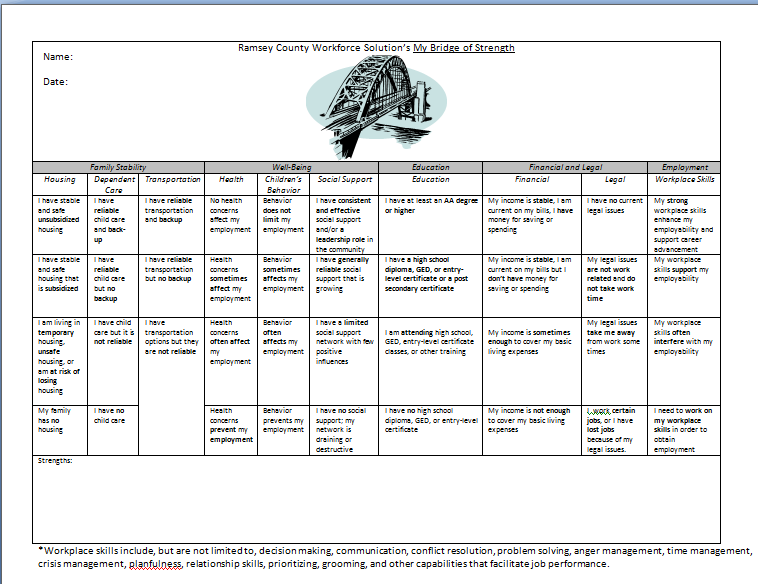 Ramsey County Workforce Solution's My Bridge of Strength
Name:
Date:
Family Stability
Well-Being
Education
Financial and Legal
Employment
Housing
Dependent
Care
Transportation
Health
Children's
Behavior
Social Support
Education
Financial
Legal
Workplace Skills
I have stable
and safe
unsubsidized
housing
I have
reliable
child care
and back-
up
I have reliable
transportation
and backup
No health
concerns
affect my
employment
Behavior
does not
limit my
employment
I have consistent
and effective
social support
and/or a
leadership role in
the community
I have at least an AA degree
or higher
My income is stable, I am
current on my bills, I have
money for saving or
spending
I have no current
legal issues
My strong
workplace skills
enhance my
employability and
support career
advancement
I have stable
and safe
housing that
is subsidized
I have
reliable
child care
but no
backup
I have reliable
transportation
but no backup
Health
concerns
sometimes
affect my
employment
Behavior
sometimes
affects my
employment
I have generally
reliable social
support that is
growing
I have a high school
diploma, GED, or entry-
level certificate or a post
secondary certificate
My income is stable, I am
current on my bills but I
don't have money for
saving or spending
My legal issues
are not work
related and do
not take work
time
My workplace
skills support my
employability
I am living in
temporary
housing,
unsafe
housing, or
am at risk of
losing
housing
I have child
care but it is
not reliable
I have
transportation
options but they
are not reliable
Health
concerns
often affect
my
employment
Behavior
often
affects my
employment
I have a limited
social support
network with few
positive
influences
I am attending high school,
GED, entry-level certificate
classes, or other training
My income is sometimes
enough to cover my basic
living expenses
My legal issues
take me away
from work some
times
My workplace
skills often
interfere with my
employability
My family
has no
housing
I have no
child care
Health
concerns
prevent my
employment
Behavior
prevents my
employment
I have no social
support; my
network is
draining or
destructive
I have no high school
diploma, GED, or entry-level
certificate
My income is not enough
to cover my basic living
expenses
certain
jobs, or I have
lost jobs
because of my
legal issues.
I need to work on
my workplace
skills in order to
obtain
employment
Strengths:
*Workplace skills include, but are not limited to, decision making, communication, conflict resolution, problem solving, anger management, time management,
crisis management, planfulness, relationship skills, prioritizing, grooming, and other capabilities that facilitate job performance.